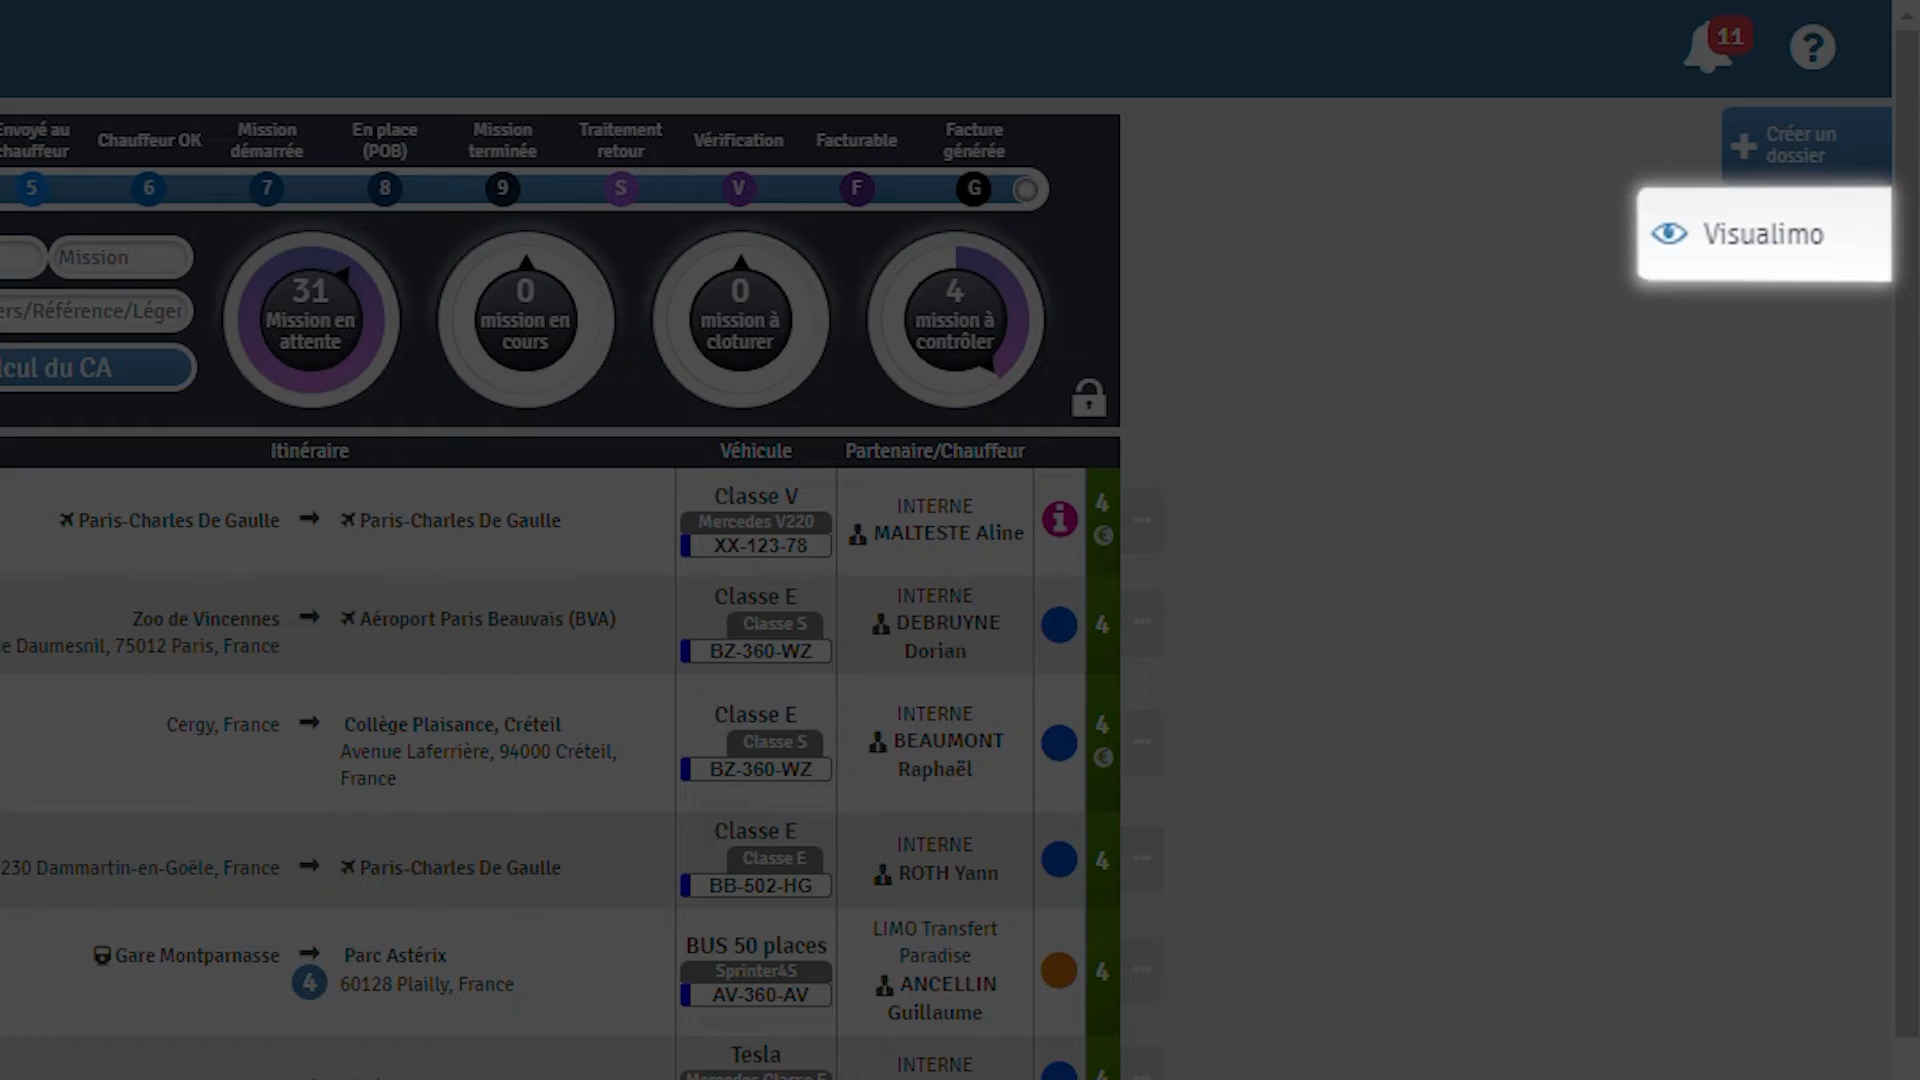 11
?
Envoyé au
chauffeur
Chauffeur OK
Mission
démarrée
En place
(POB)
Mission
terminée
Traitement
retour
Vérification
Facturable
Facture
générée
Créer un
dossier
5 6 7 8 9 S V F G
Visualimo
Mission
ers/Référence/Léger
lcul du CA
31
Mission en
attente
0
mission en
cours
0
mission à
cloturer
4
mission à
contrôler
Itinéraire Véhicule Partenaire/Chauffeur
Paris-Charles De Gaulle Paris-Charles De Gaulle
Classe V
Mercedes V220
XX-123-78
INTERNE
MALTESTE Aline
i
4
€
Zoo de Vincennes
e Daumesnil, 75012 Paris, France
Aéroport Paris Beauvais (BVA)
Classe E
Classe S
BZ-360-WZ
INTERNE
DEBRUYNE
Dorian
4
Cergy, France
Collège Plaisance, Créteil
Avenue Laferrière, 94000 Créteil,
France
Classe E
Classe S
BZ-360-WZ
INTERNE
BEAUMONT
Raphaël
4
€
230 Dammartin-en-Goële, France
Paris-Charles De Gaulle
Classe E
Classe E
BB-502-HG
INTERNE
ROTH Yann
4
Gare Montparnasse
4
Parc Astérix
60128 Plailly, France
BUS 50 places
Sprinter45
AV-360-AV
LIMO Transfert
Paradise
ANCELLIN
Guillaume
4
Tesla
Mercedes Classe E
INTERNE
4